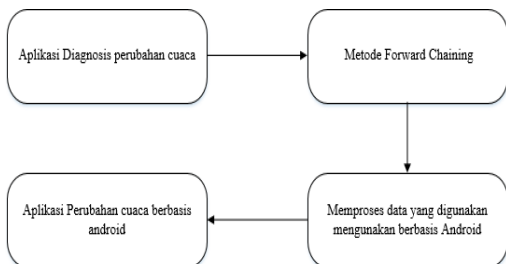 Aplikasi Diagnosis perubahan cuaca
Metode Forward Chaining
Memproses data yang digunakan
mengunakan berbasis Android
Aplikasi Perubahan cuaca berbasis
android